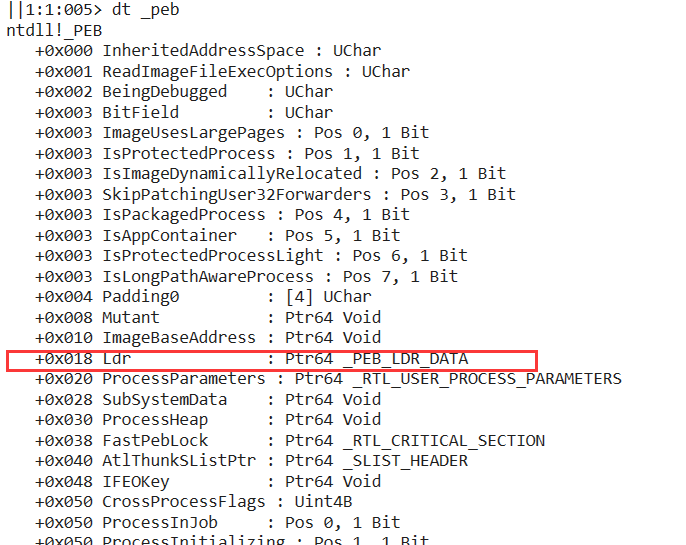 ||1:1:005> dt _peb
ntdll!_PEB
+0x000 InheritedAddressSpace : UChar
+0x001 ReadImageFileExecOptions : UChar
+0x002 BeingDebugged    : UChar
+0x003 BitField         : UChar
+0x003 ImageUsesLargePages : Pos 0, 1 Bit
+0x003 IsProtectedProcess : Pos 1, 1 Bit
+0x003 IsImageDynamicallyRelocated : Pos 2, 1 Bit
+0x003 SkipPatchingUser32Forwarders : Pos 3, 1 Bit
+0x003 IsPackagedProcess : Pos 4, 1 Bit
+0x003 IsAppContainer   : Pos 5, 1 Bit
+0x003 IsProtectedProcessLight : Pos 6, 1 Bit
+0x003 IsLongPathAwareProcess : Pos 7, 1 Bit
+0x004 Padding0         : [4] UChar
+0x008 Mutant           : Ptr64 Void
+0x010 ImageBaseAddress : Ptr64 Void
+0x018 Ldr              : Ptr64 _PEB_LDR_DATA
+0x020 ProcessParameters : Ptr64 _RTL_USER_PROCESS_PARAMETERS
+0x028 SubSystemData    : Ptr64 Void
+0x030 ProcessHeap      : Ptr64 Void
+0x038 FastPebLock      : Ptr64 _RTL_CRITICAL_SECTION
+0x040 AtlThunkSListPtr : Ptr64 _SLIST_HEADER
+0x048 IFEOKey          : Ptr64 Void
+0x050 CrossProcessFlags : Uint4B
+0x050 ProcessInJob     : Pos 0, 1 Bit
+0x050 ProcessInitializing : Pos 1, 1 Bit